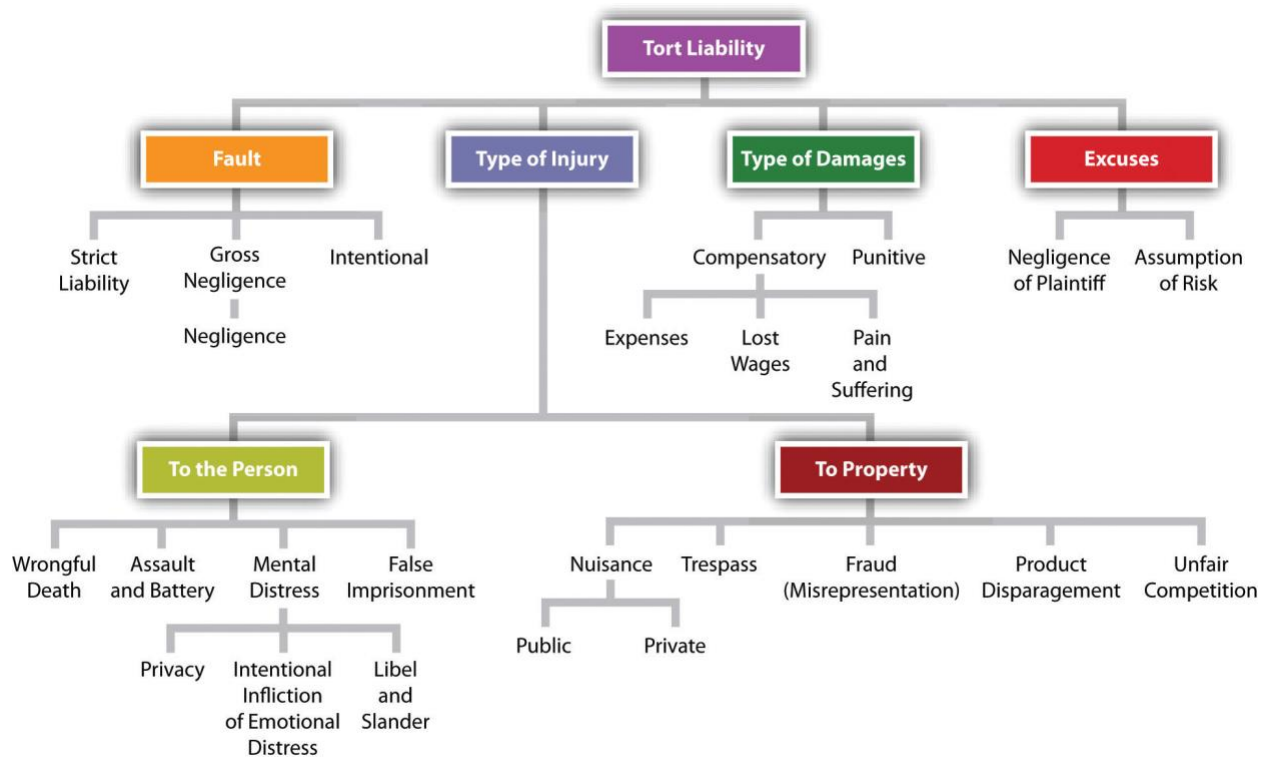 Tort Liability
Fault
Type of Injury
Type of Damages
Excuses
Strict
Liability
Gross
Negligence
Negligence
Intentional
Compensatory
Punitive
Expenses
Lost
Wages
Pain
and
Suffering
Negligence
of Plaintiff
Assumption
of Risk
To the Person
To Property
Wrongful
Death
Assault
and Battery
Mental
Distress
False
Imprisonment
Privacy
Intentional
Infliction
of Emotional
Distress
Libel
and
Slander
Nuisance
Trespass
Fraud
(Misrepresentation)
Product
Disparagement
Unfair
Competition
Public
Private